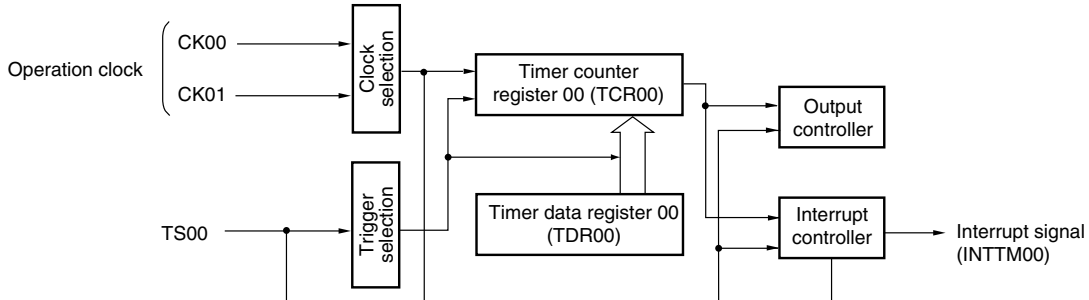 Operation clock
CK00
CK01
Clock
selection
Timer counter
register 00 (TCR00)
Output
controller
TS00
Trigger
selection
Timer data register 00
(TDR00)
Interrupt
controller
Interrupt signal
(INTTM00)